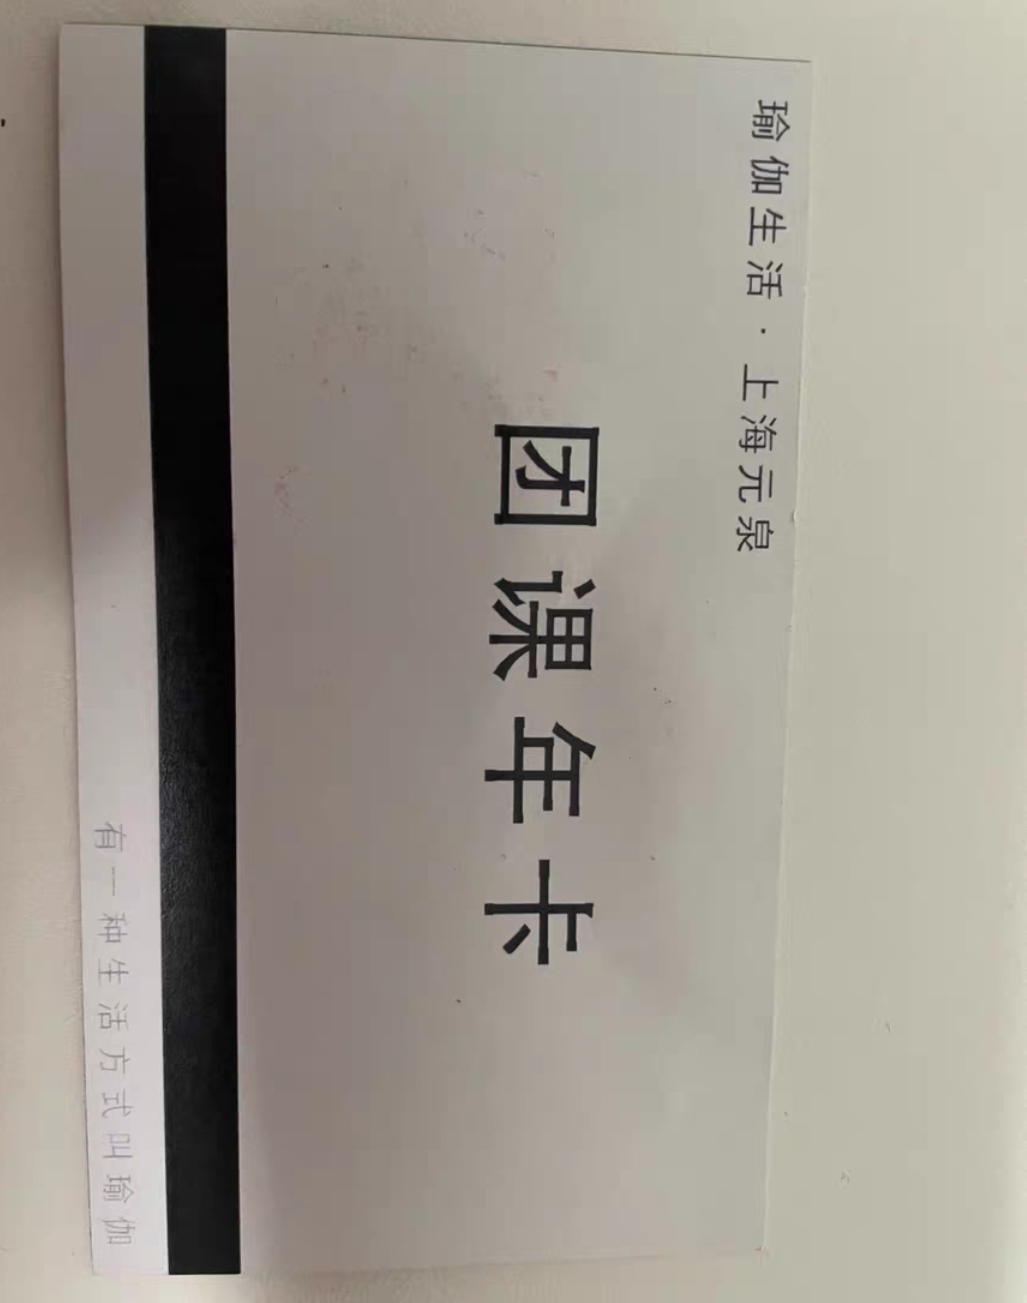 瑜伽生活·上海元泉
团课年卡
有一种生活方式叫瑜伽